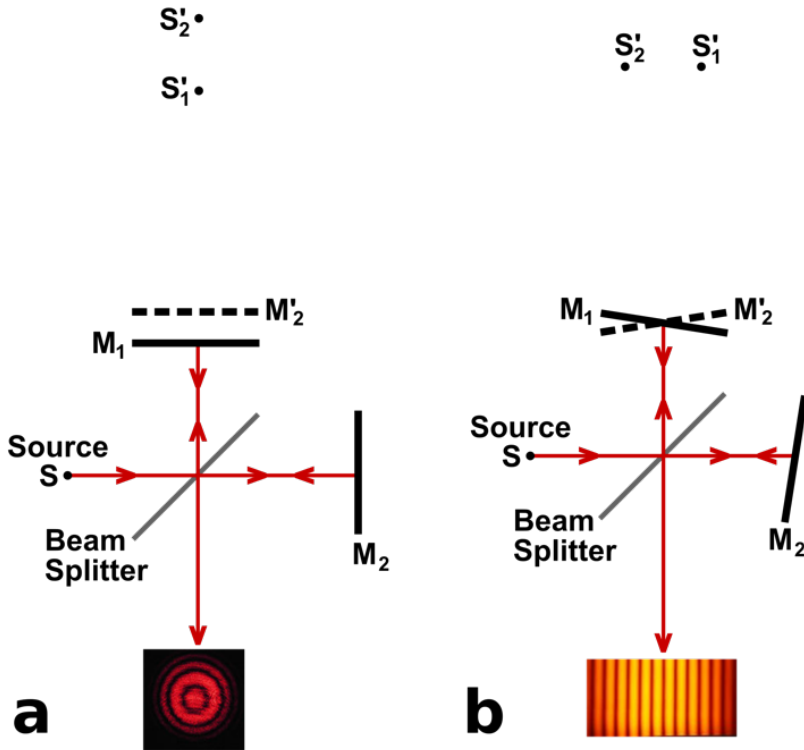 S'₂
S'₁
M'₂
M₁
Source
S
Beam
Splitter
M₂
a
S'₂
S'₁
M₁
M'₂
Source
S
Beam
Splitter
M₂
b